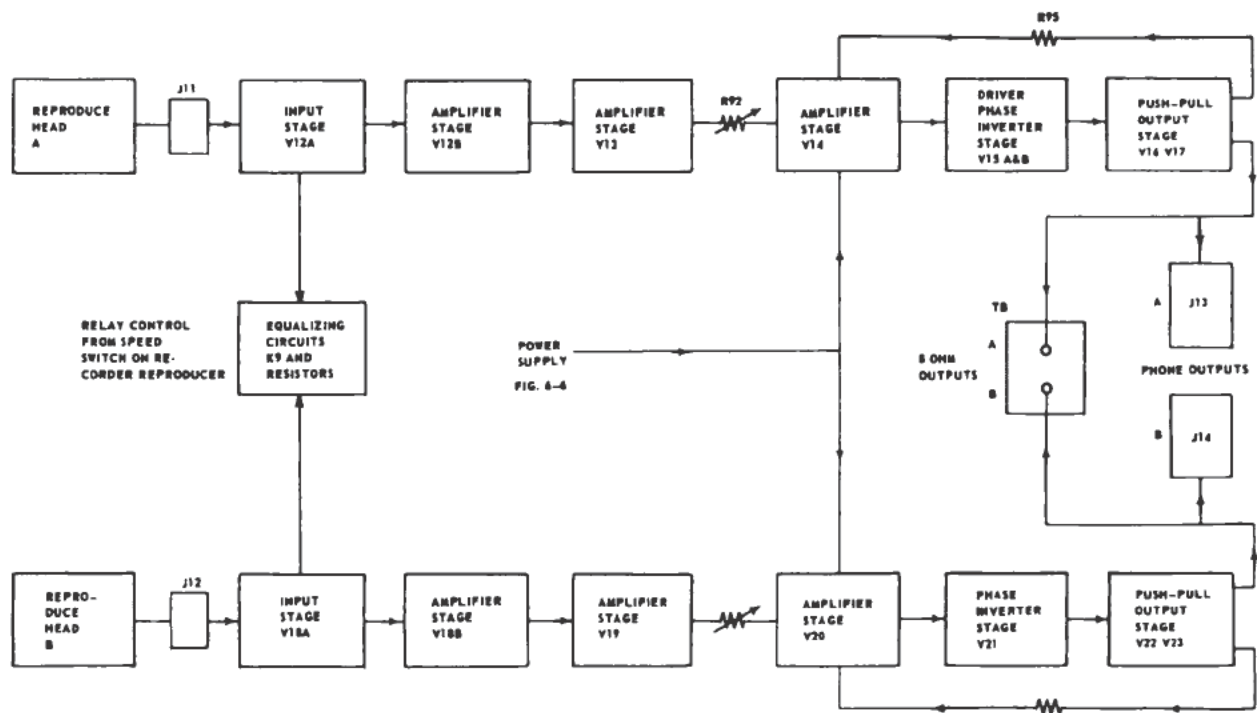 R95
REPRODUCE
HEAD
A
J11
INPUT
STAGE
V12A
AMPLIFIER
STAGE
V12B
AMPLIFIER
STAGE
V13
R92
AMPLIFIER
STAGE
V14
DRIVER
PHASE
INVERTER
STAGE
V15 A&B
PUSH-PULL
OUTPUT
STAGE
V16 V17
RELAY CONTROL
FROM SPEED
SWITCH ON RE-
CORDER REPRODUCER
EQUALIZING
CIRCUITS
K9 AND
RESISTORS
POWER
SUPPLY
FIG. 6-6
TB
A
B
8 OHM
OUTPUTS
A
J13
PHONE OUTPUTS
B
J14
REPRO-
DUCE
HEAD
B
J12
INPUT
STAGE
V18A
AMPLIFIER
STAGE
V18B
AMPLIFIER
STAGE
V19
AMPLIFIER
STAGE
V20
PHASE
INVERTER
STAGE
V21
PUSH-PULL
OUTPUT
STAGE
V22 V23